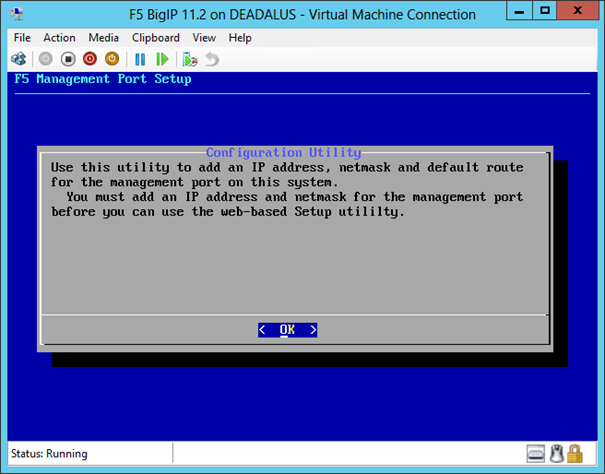 F5 BigIP 11.2 on DEADALUS - Virtual Machine Connection
File Action Media Clipboard View Help
F5 Management Port Setup
Configuration Utility
Use this utility to add an IP address, netmask and default route
for the management port on this system.
You must add an IP address and netmask for the management port
before you can use the web-based Setup utililty.
< OK >
Status: Running